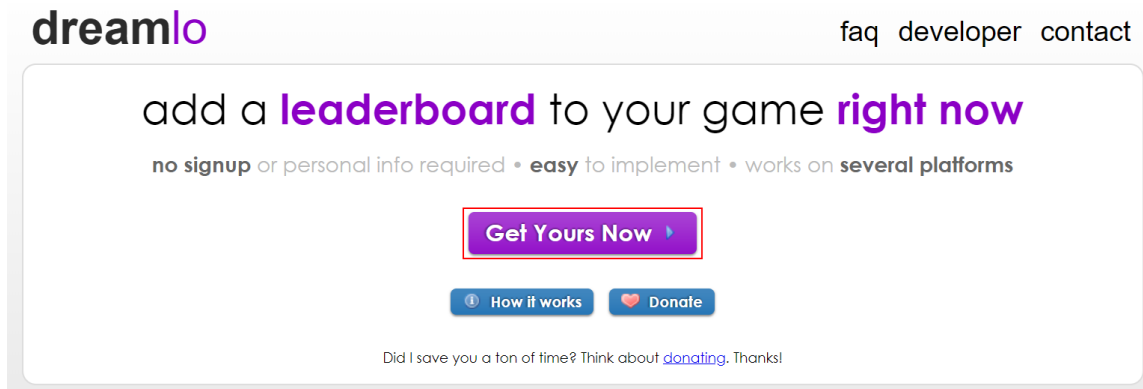 dreamlo
faq developer contact
add a leaderboard to your game right now
no signup or personal info required • easy to implement • works on several platforms
Get Yours Now
How it works
Donate
Did I save you a ton of time? Think about donating. Thanks!